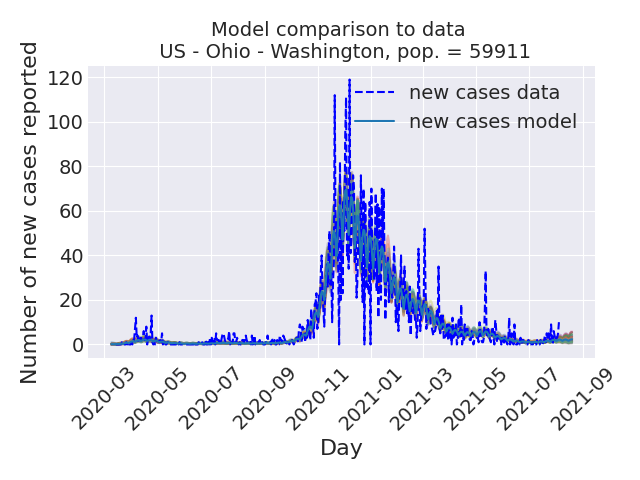 Model comparison to data
US - Ohio - Washington, pop. = 59911
Number of new cases reported
120
100
80
60
40
20
0
new cases data
new cases model
2020-03
2020-05
2020-07
2020-09
2020-11
2021-01
2021-03
2021-05
2021-07
2021-09
Day